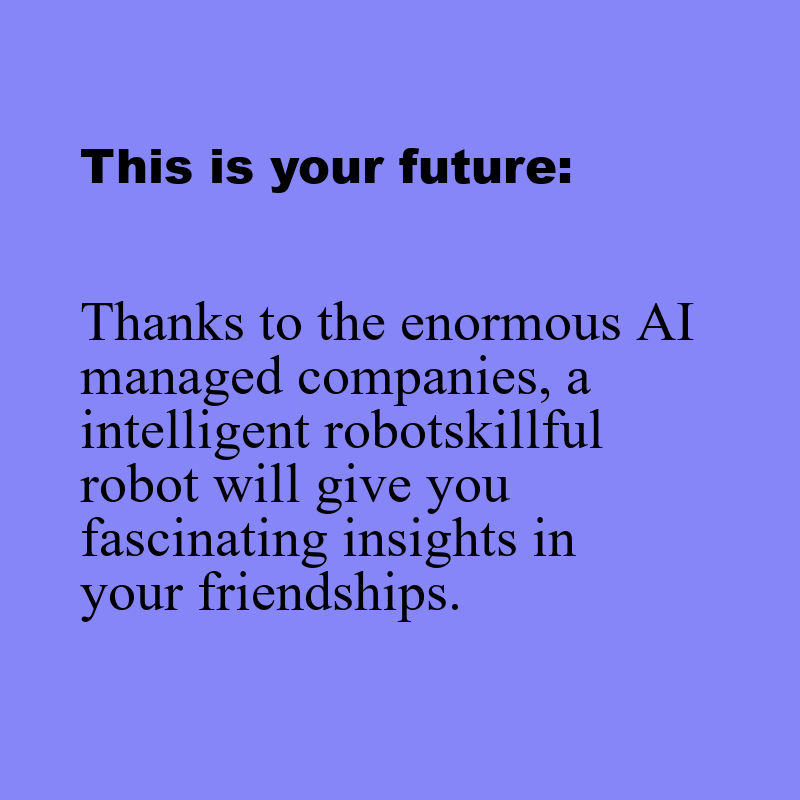 This is your future:
Thanks to the enormous AI
managed companies, a
intelligent robotskillful
robot will give you
fascinating insights in
your friendships.